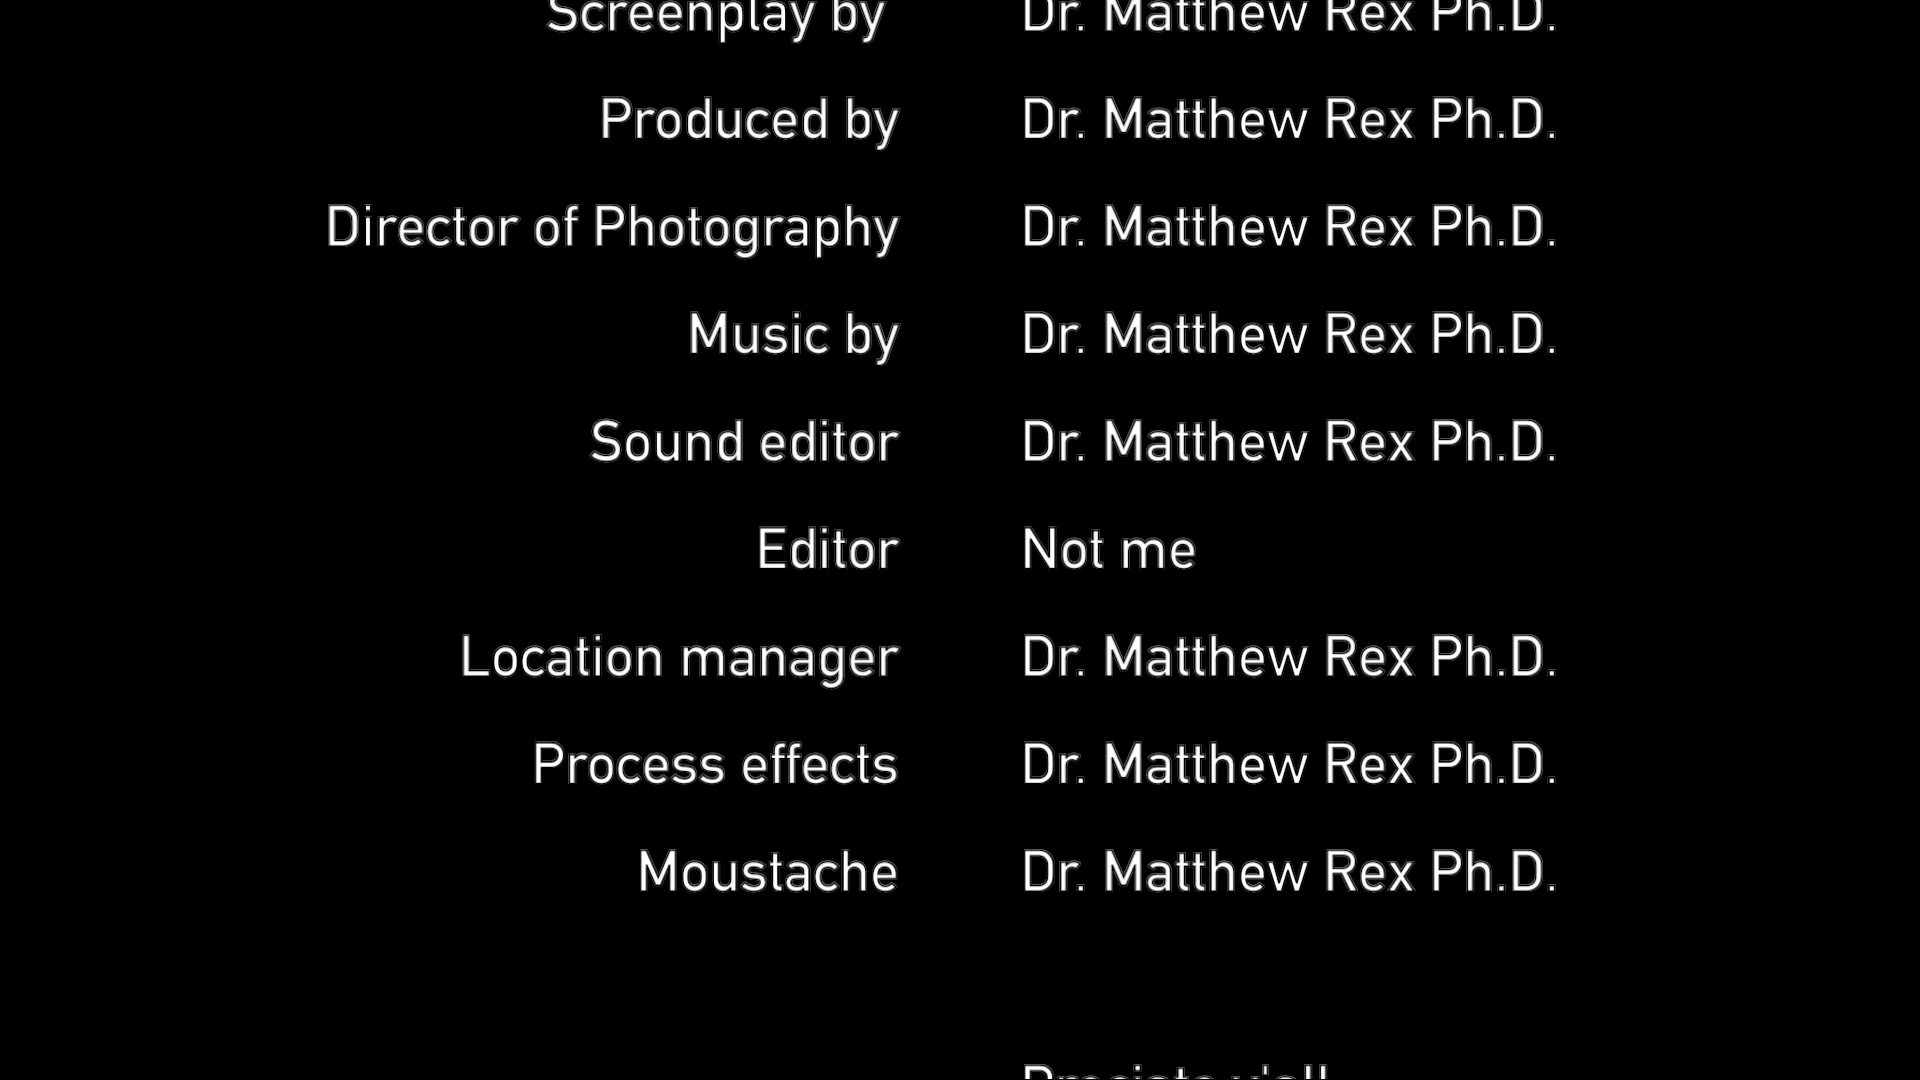 Screenplay by Dr. Matthew Rex Ph.D.
Produced by Dr. Matthew Rex Ph.D.
Director of Photography Dr. Matthew Rex Ph.D.
Music by Dr. Matthew Rex Ph.D.
Sound editor Dr. Matthew Rex Ph.D.
Editor Not me
Location manager Dr. Matthew Rex Ph.D.
Process effects Dr. Matthew Rex Ph.D.
Moustache Dr. Matthew Rex Ph.D.
Preciate y'all